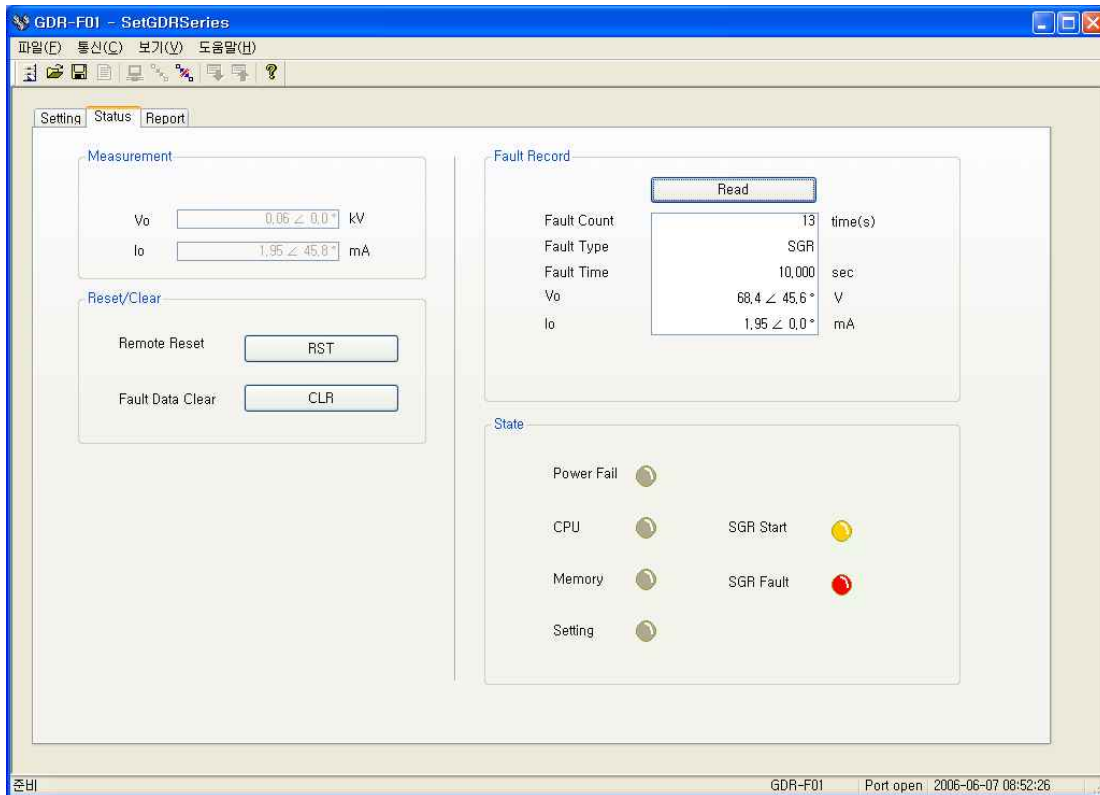 GDR-F01 - SetGDRSeries
파일(F) 통신(C) 보기(V) 도움말(H)
Setting Status Report
Measurement
Vo 0,06 ∠ 0,0 ° kV
Io 1,95 ∠ 45,8 ° mA
Reset/Clear
Remote Reset RST
Fault Data Clear CLR
Fault Record
Read
Fault Count 13 time(s)
Fault Type SGR
Fault Time 10,000 sec
Vo 68,4 ∠ 45,6 ° V
Io 1,95 ∠ 0,0 ° mA
State
Power Fail
CPU SGR Start
Memory SGR Fault
Setting
준비 GDR-F01 Port open 2006-06-07 08:52:26